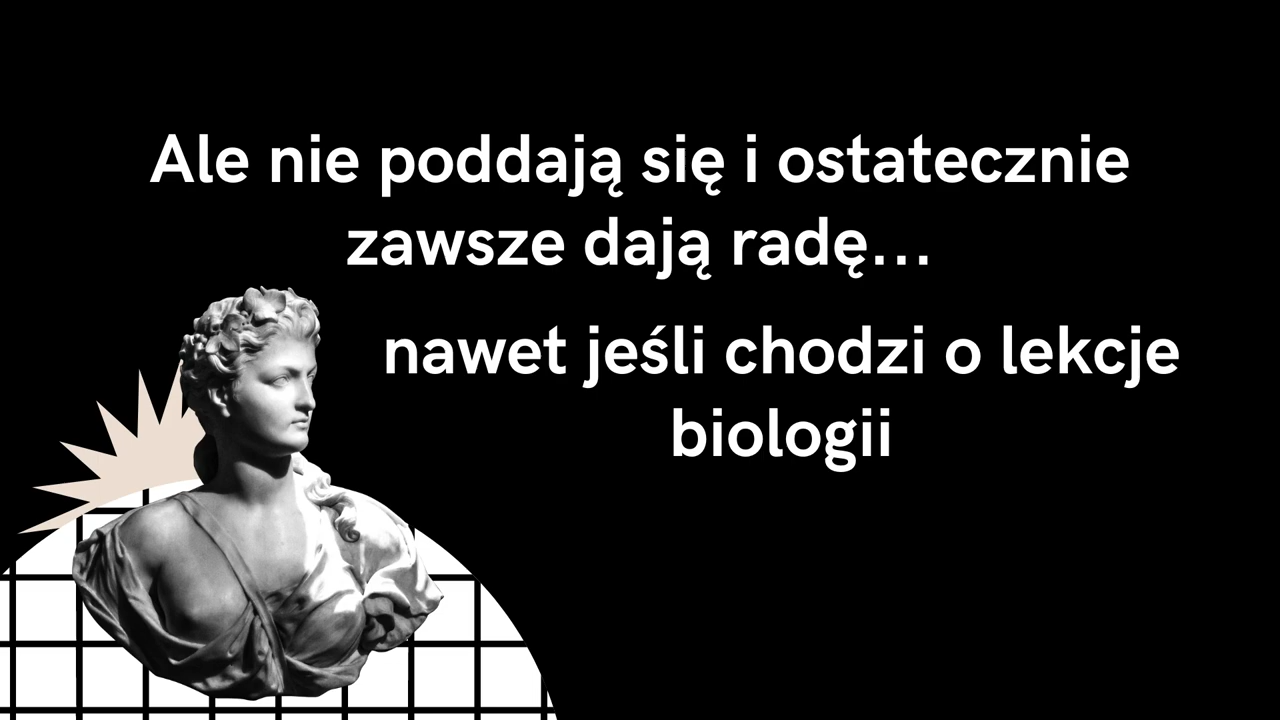 Ale nie poddają się i ostatecznie
zawsze dają radę...
nawet jeśli chodzi o lekcje
biologii